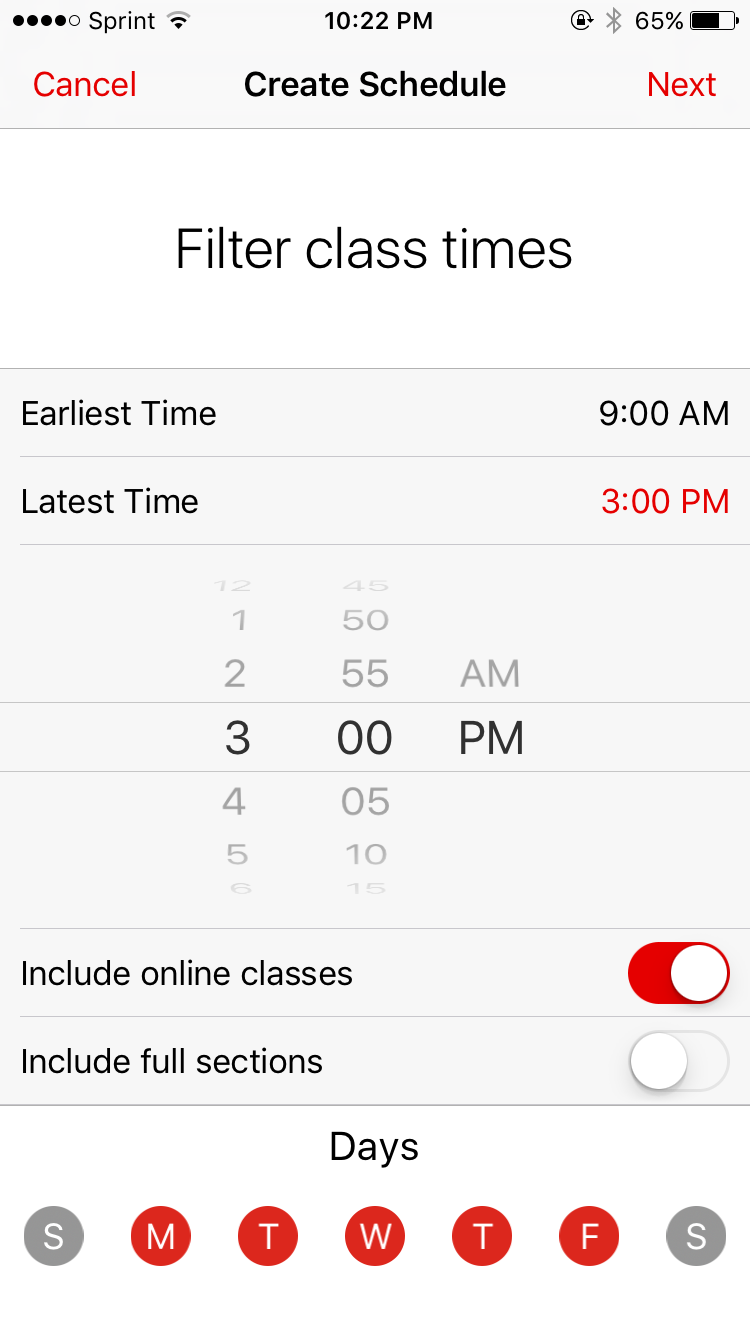 Sprint 10:22 PM 65%
Cancel Create Schedule Next
Filter class times
Earliest Time 9:00 AM
Latest Time 3:00 PM
12 45
1 50
2 55 AM
3 00 PM
4 05
5 10
6 15
Include online classes
Include full sections
Days
S M T W T F S